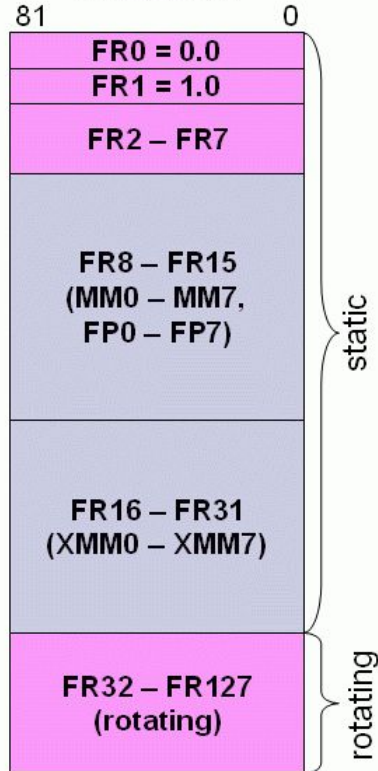 81 0
FR0 = 0.0
FR1 = 1.0
FR2 – FR7
FR8 – FR15
(MM0 – MM7,
FP0 – FP7)
static
FR16 – FR31
(XMM0 – XMM7)
FR32 – FR127
(rotating)
rotating